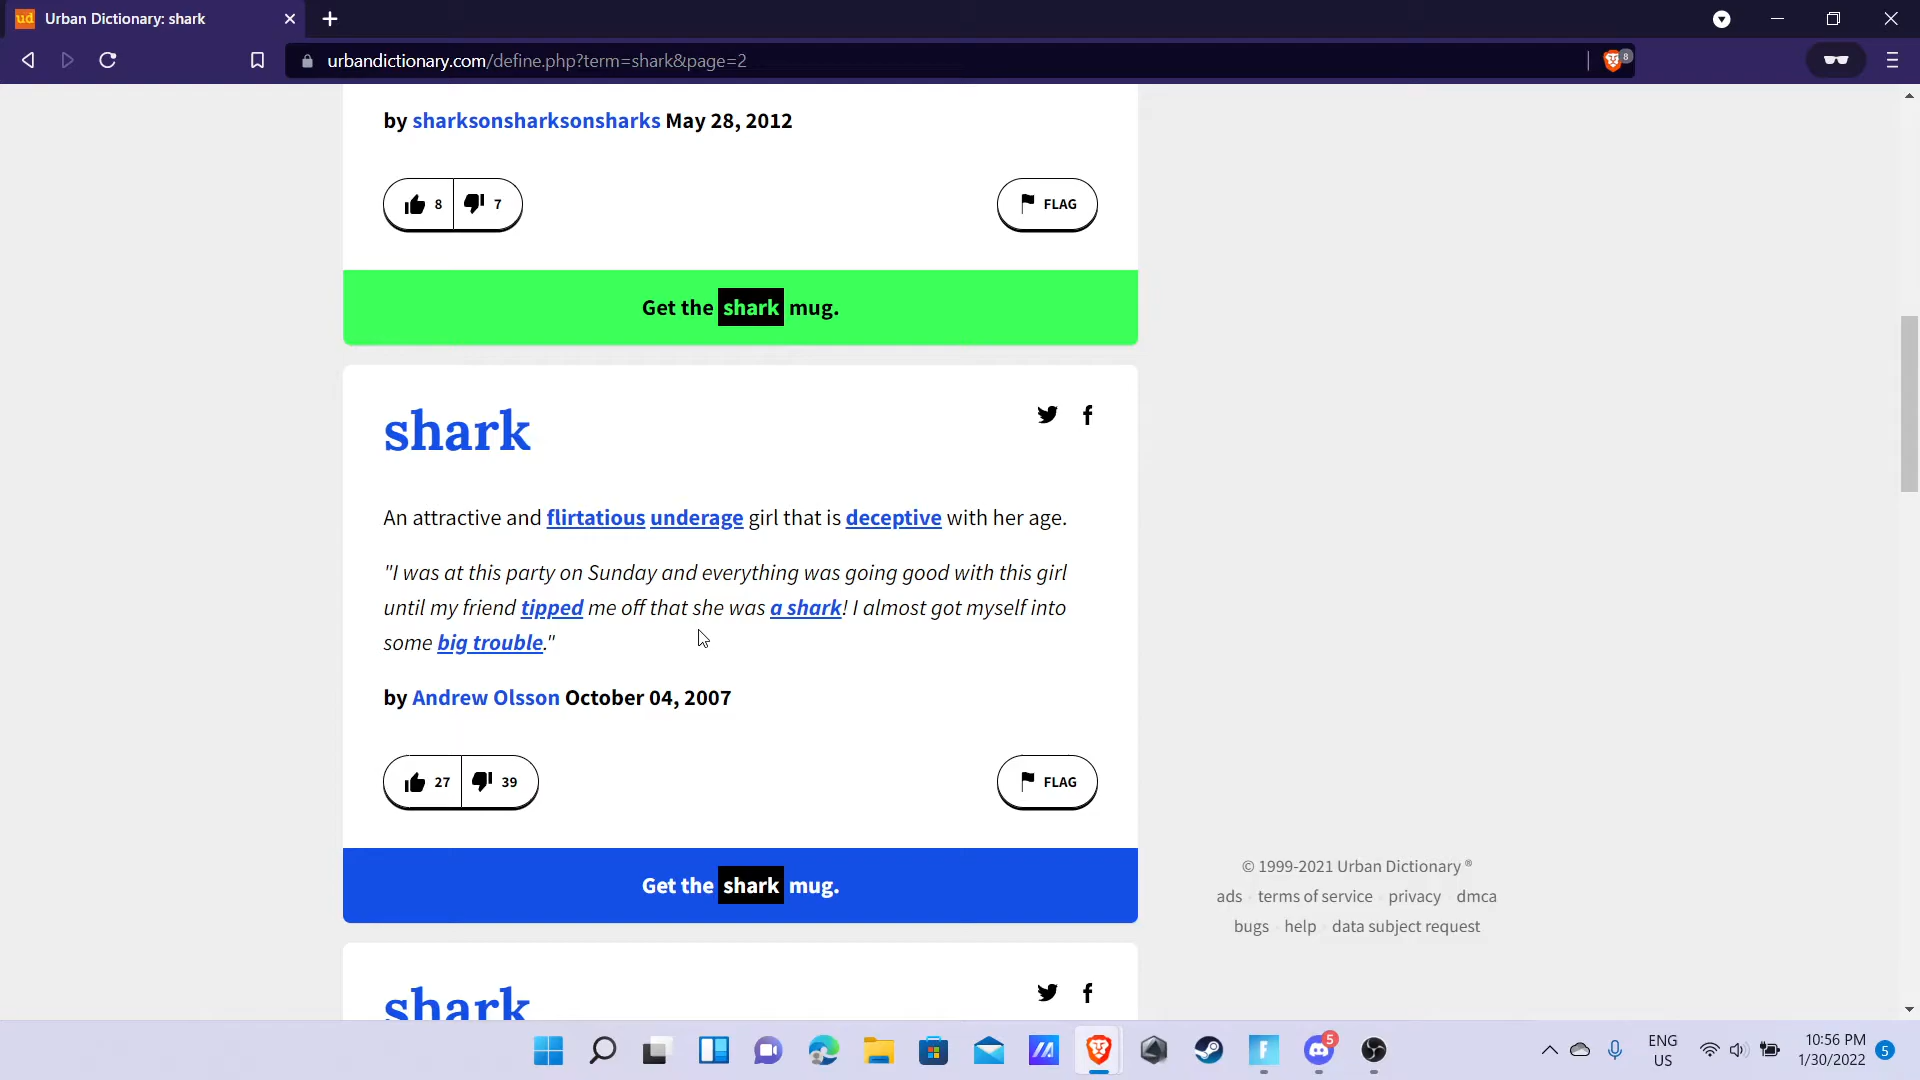 ud Urban Dictionary: shark
urbandictionary.com/define.php?term=shark&page=2
8
by sharksonsharksonsharks May 28, 2012
8 7 FLAG
Get the shark mug.
shark
An attractive and flirtatious underage girl that is deceptive with her age.
"I was at this party on Sunday and everything was going good with this girl
until my friend tipped me off that she was a shark! I almost got myself into
some big trouble."
by Andrew Olsson October 04, 2007
27 39 FLAG
Get the shark mug.
© 1999-2021 Urban Dictionary ®
ads terms of service privacy dmca
bugs help data subject request
shark
5
ENG
US
10:56 PM
1/30/2022
5